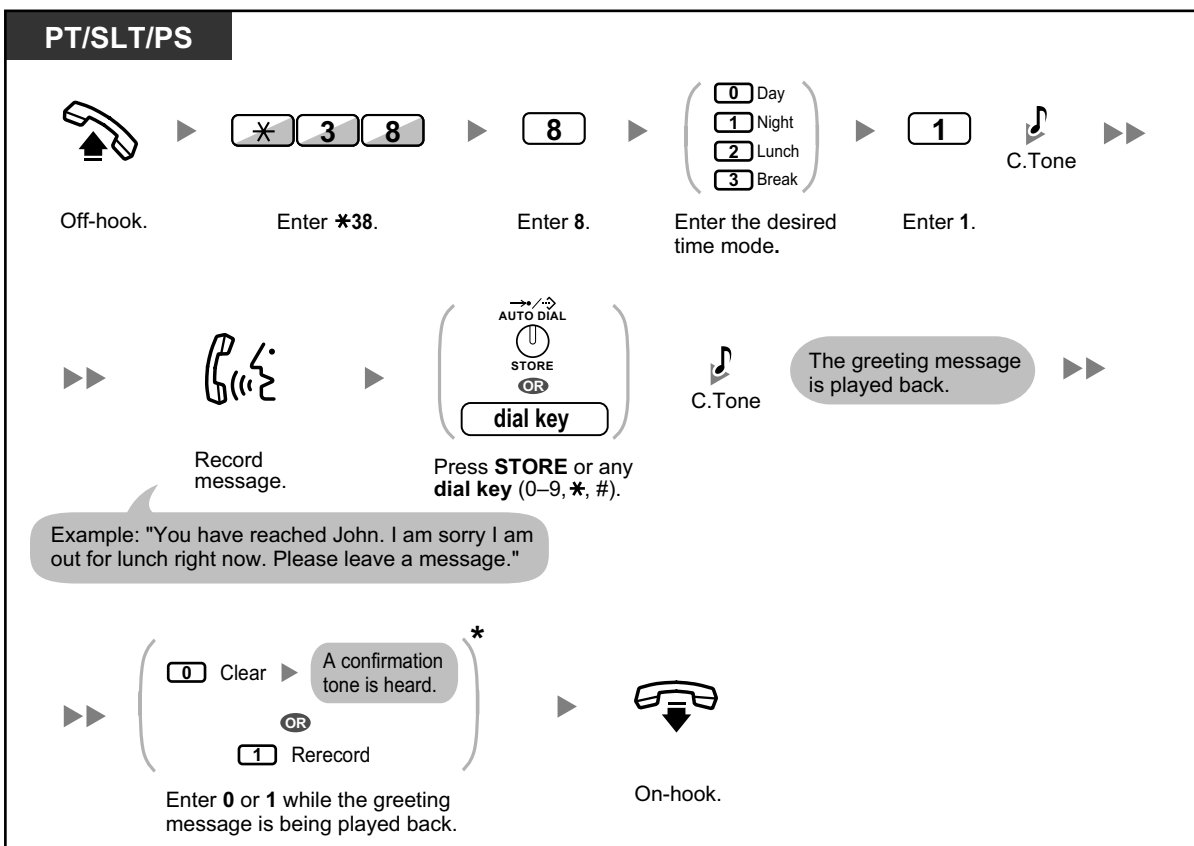 PT/SLT/PS
0 Day
1 Night
2 Lunch
3 Break
* 3 8
8
1
C.Tone
Off-hook.
Enter *38.
Enter 8.
Enter the desired
time mode.
Enter 1.
AUTO DIAL
STORE
OR
dial key
C.Tone
The greeting message
is played back.
Record
message.
Press STORE or any
dial key (0–9, *, #).
Example: "You have reached John. I am sorry I am
out for lunch right now. Please leave a message."
0 Clear
A confirmation
tone is heard.
*
OR
1 Rerecord
Enter 0 or 1 while the greeting
message is being played back.
On-hook.